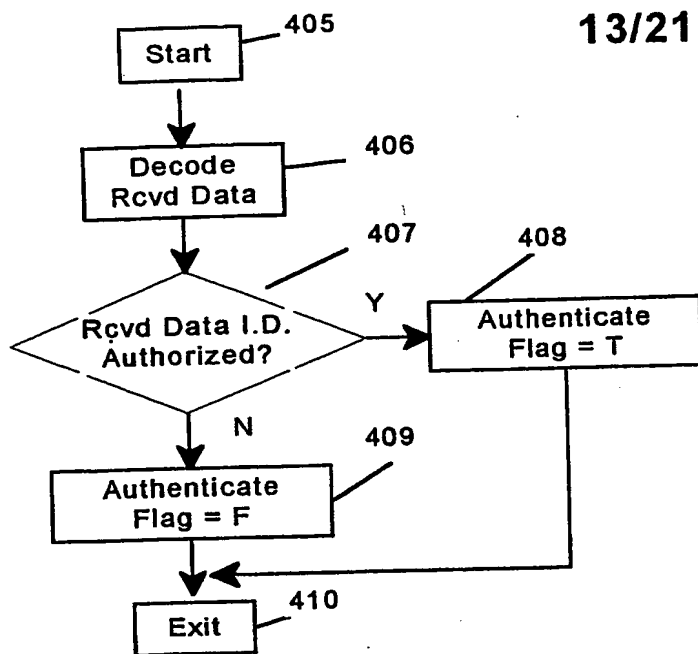 13/21
405
Start
406
Decode
Rcvd Data
407
408
Rcvd Data I.D.
Authorized?
Y
Authenticate
Flag = T
N
409
Authenticate
Flag = F
410
Exit